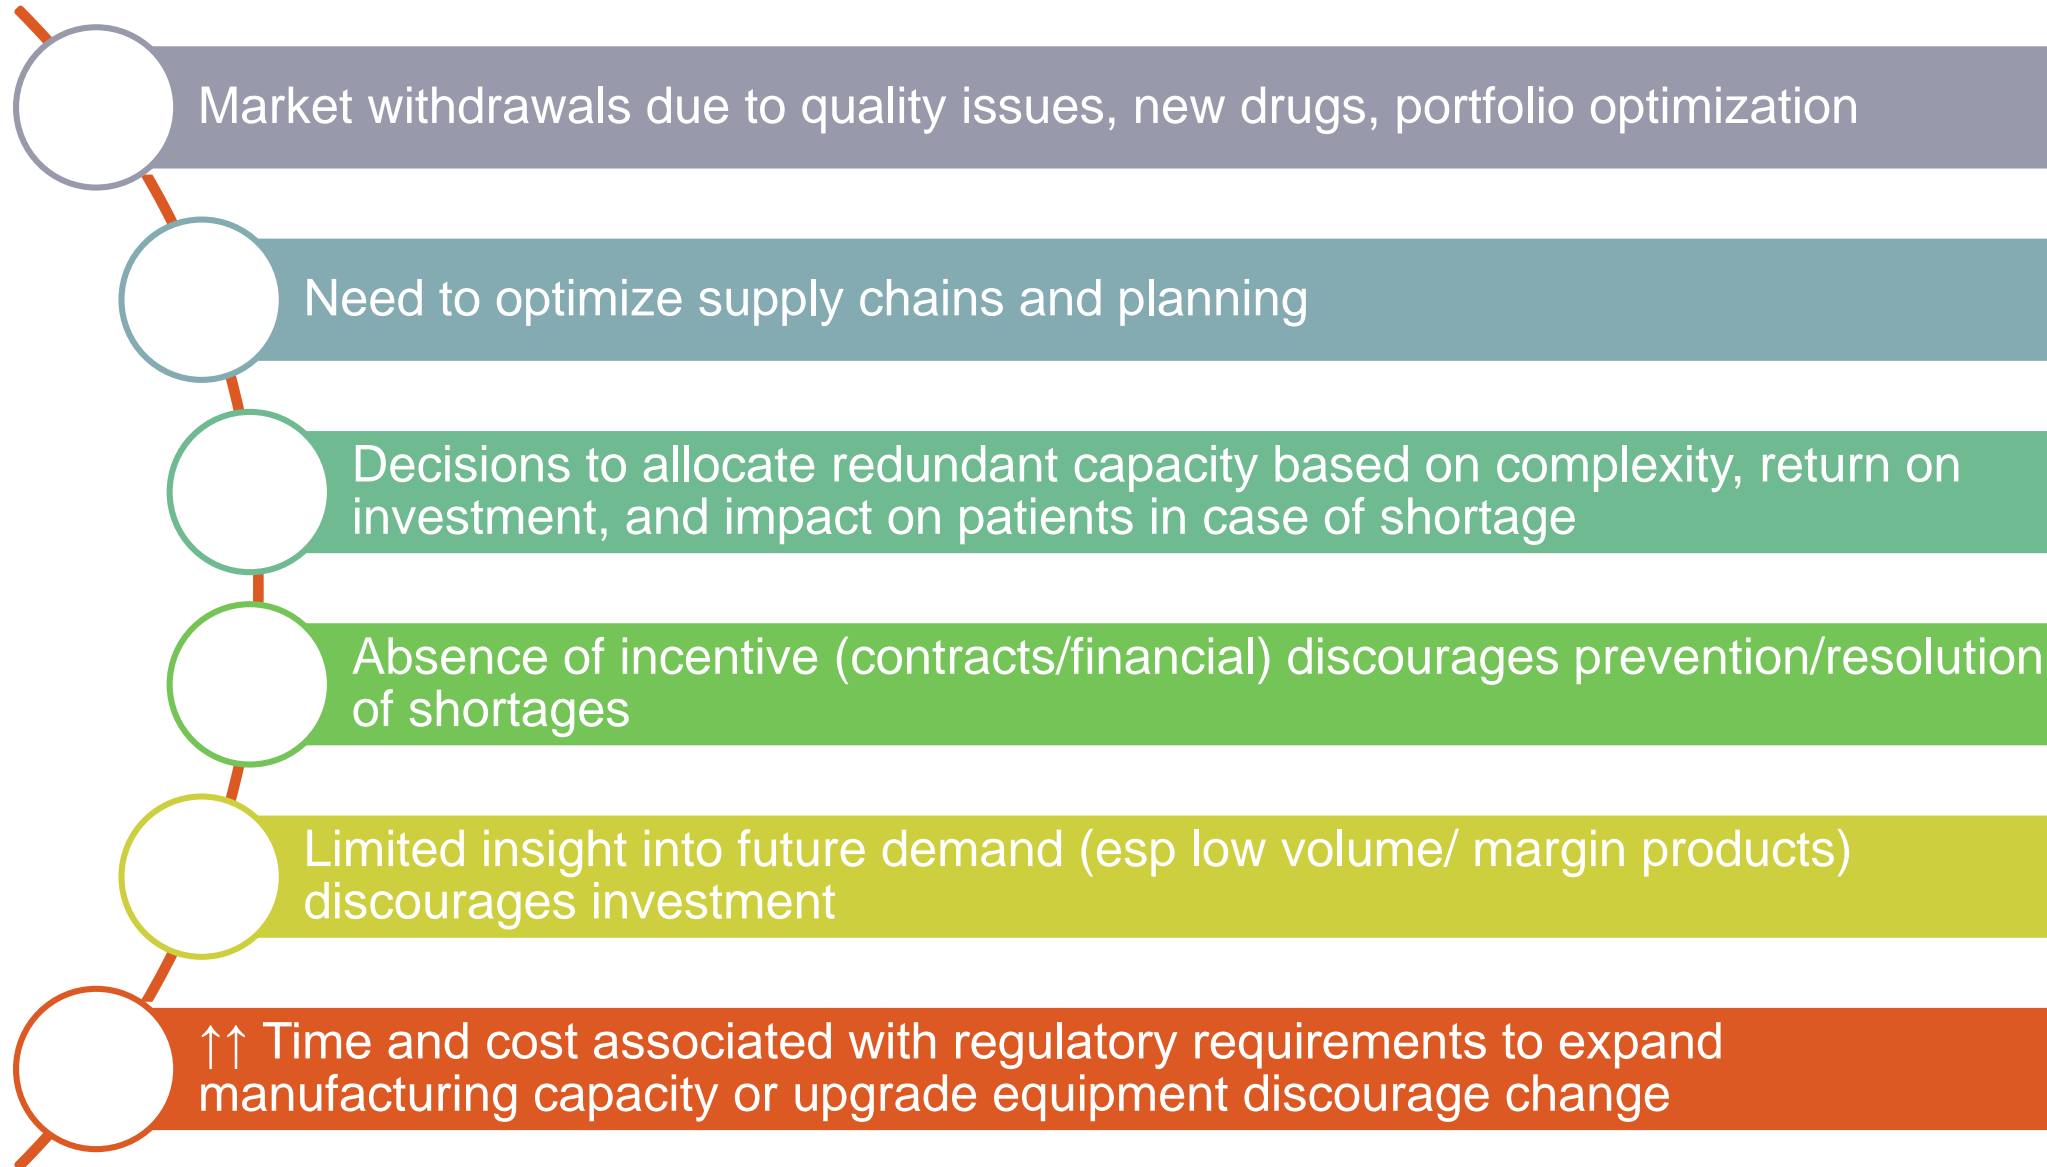 Market withdrawals due to quality issues, new drugs, portfolio optimization
Need to optimize supply chains and planning
Decisions to allocate redundant capacity based on complexity, return on
investment, and impact on patients in case of shortage
Absence of incentive (contracts/financial) discourages prevention/resolution
of shortages
Limited insight into future demand (esp low volume/ margin products)
discourages investment
↑↑ Time and cost associated with regulatory requirements to expand
manufacturing capacity or upgrade equipment discourage change